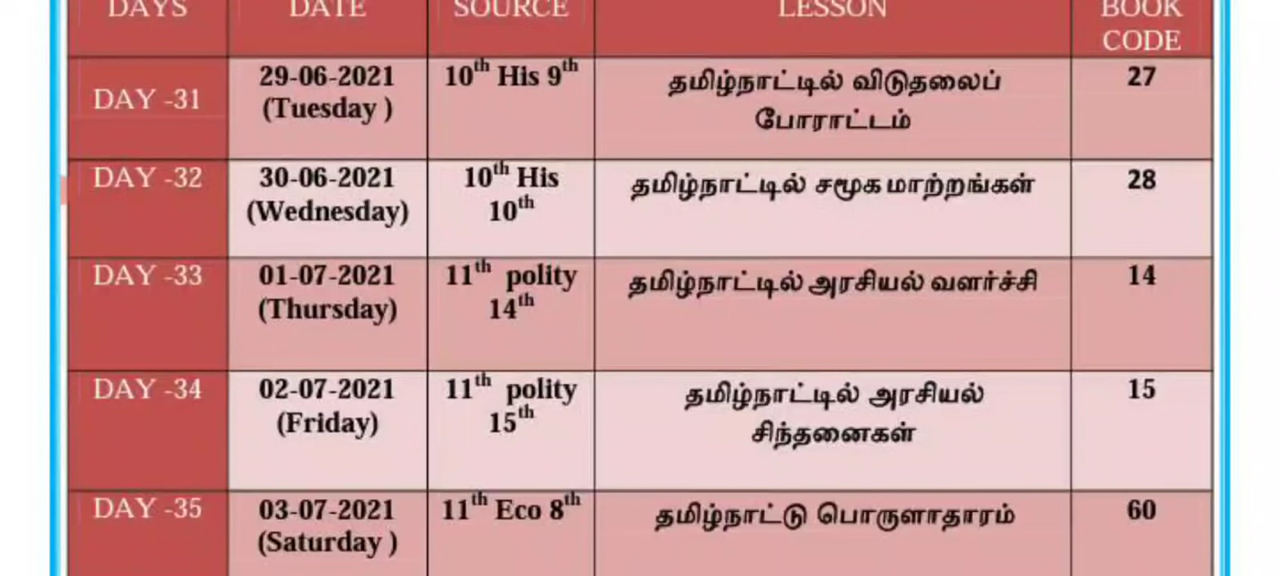 DAYS DATE SOURCE LESSON BOOK CODE
DAY -31 29-06-2021 (Tuesday ) 10th His 9th தமிழ்நாட்டில் விடுதலைப் போராட்டம் 27
DAY -32 30-06-2021 (Wednesday) 10th His 10th தமிழ்நாட்டில் சமூக மாற்றங்கள் 28
DAY -33 01-07-2021 (Thursday) 11th polity 14th தமிழ்நாட்டில் அரசியல் வளர்ச்சி 14
DAY -34 02-07-2021 (Friday) 11th polity 15th தமிழ்நாட்டில் அரசியல் சிந்தனைகள் 15
DAY -35 03-07-2021 (Saturday ) 11th Eco 8th தமிழ்நாட்டு பொருளாதாரம் 60